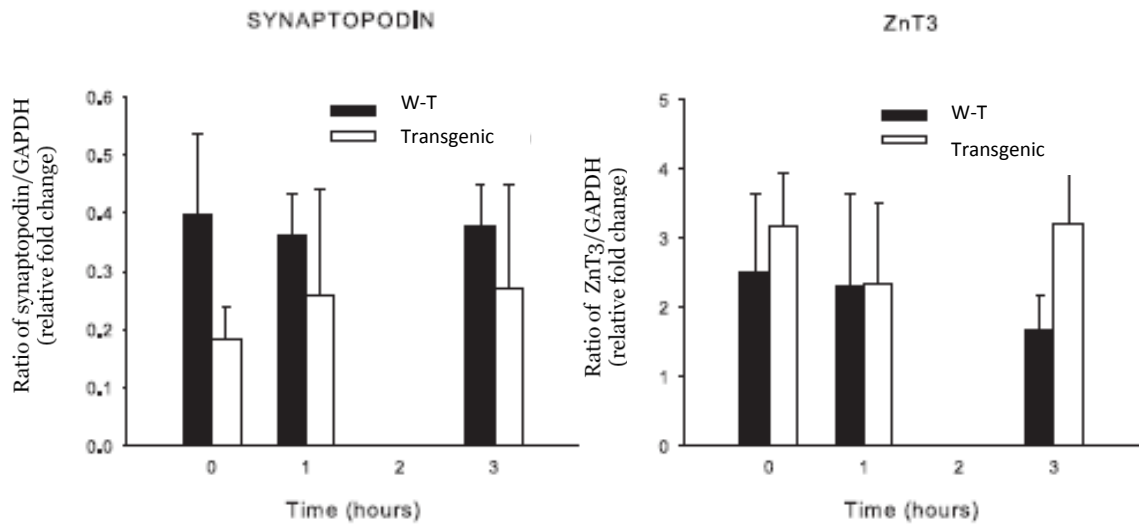 SYNAPTOPODIN
Ratio of synaptopodin/GAPDH
(relative fold change)
0.6
0.5
0.4
0.3
0.2
0.1
0.0
W-T
Transgenic
0 1 2 3
Time (hours)
ZnT3
Ratio of ZnT3/GAPDH
(relative fold change)
5
4
3
2
1
0
W-T
Transgenic
0 1 2 3
Time (hours)